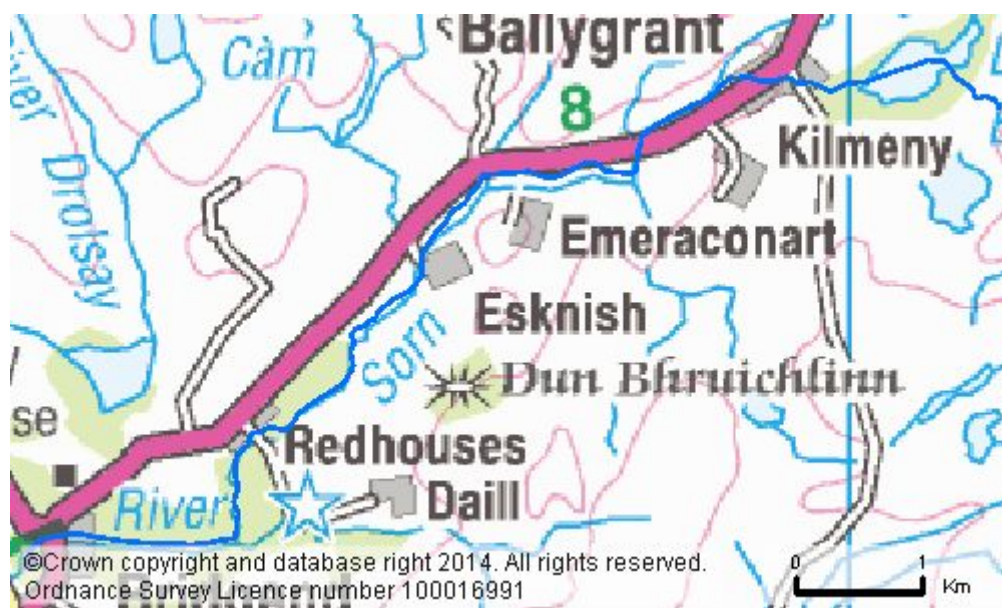 Ballygrant
Càm
8
Kilmeny
Drolsay
Emeraconart
Esknish
Sorn
Dun Bhruichlinn
se
Redhouses
River
Daill
©Crown copyright and database right 2014. All rights reserved.
Ordnance Survey Licence number 100016991
0 1
Km